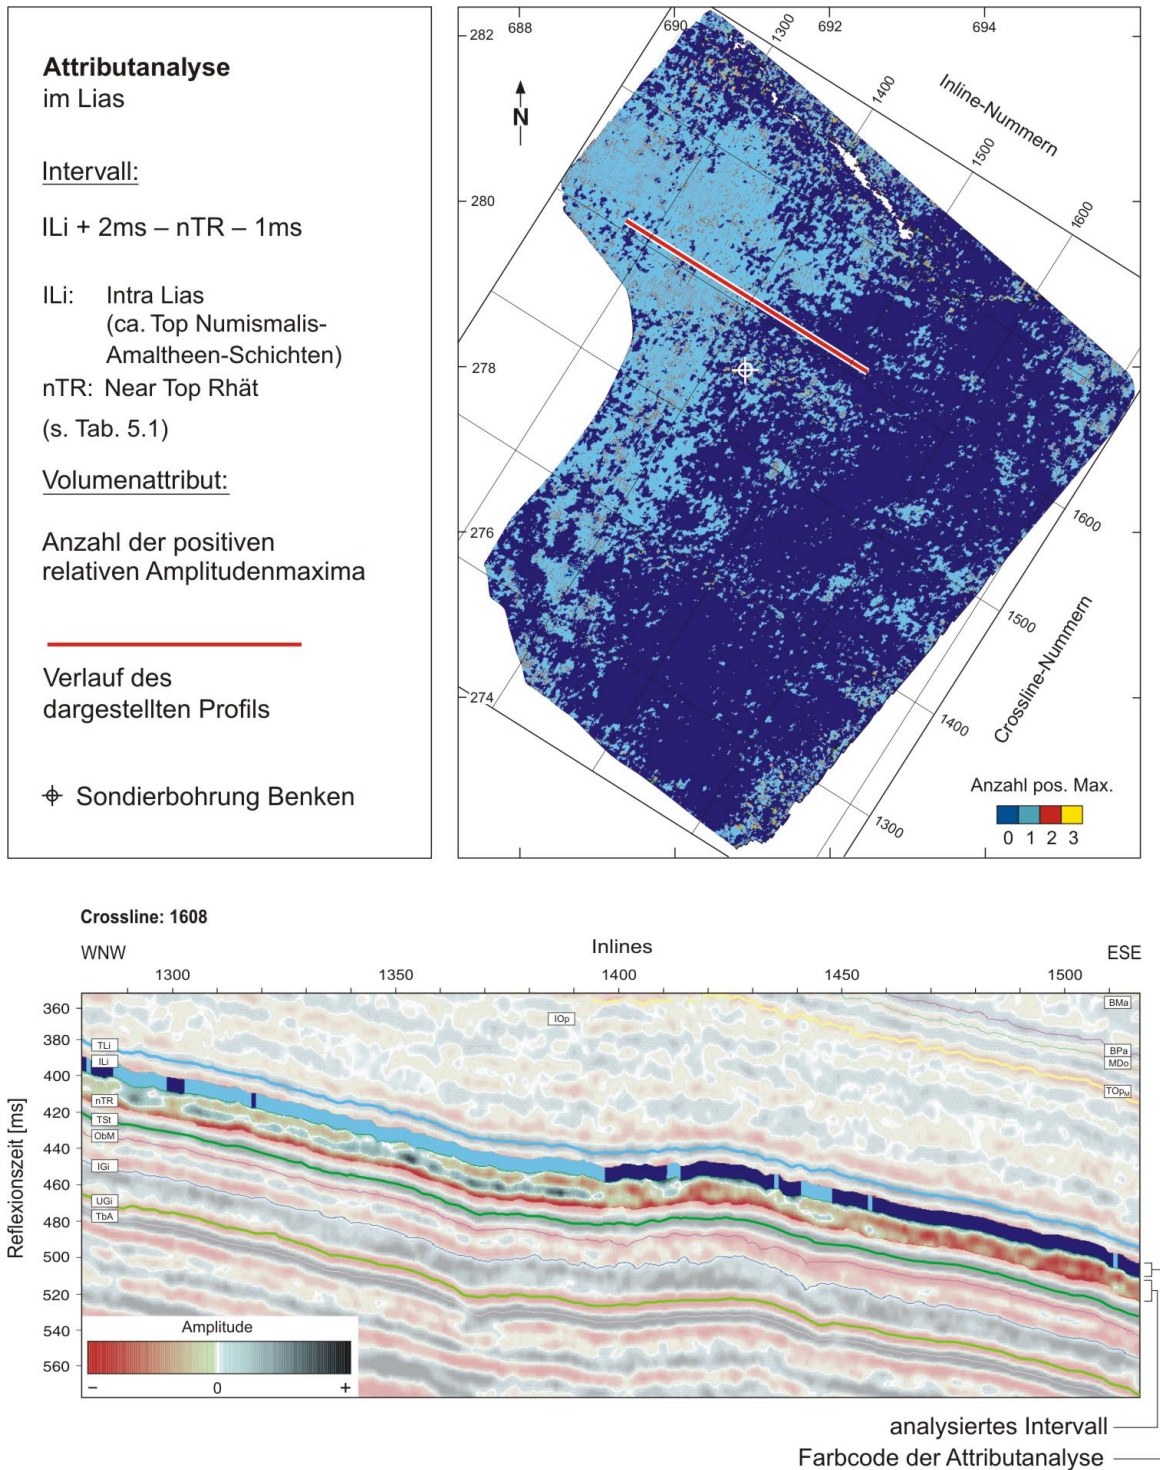 Attributanalyse
im Lias
Intervall:
ILi + 2ms – nTR – 1ms
ILi: Intra Lias
(ca. Top Numismalis-
Amaltheen-Schichten)
nTR: Near Top Rhät
(s. Tab. 5.1)
Volumenattribut:
Anzahl der positiven
relativen Amplitudenmaxima
Verlauf des
dargestellten Profils
Sondierbohrung Benken
688 690 692 694
282
280
278
276
274
N
1300
1400
1500
1600
Inline-Nummern
1600
1500
1400
1300
Crossline-Nummern
Anzahl pos. Max.
0 1 2 3
Crossline: 1608
WNW Inlines ESE
1300 1350 1400 1450 1500
Reflexionszeit [ms]
360
380
400
420
440
460
480
500
520
540
560
TLi
ILi
nTR
TSt
ObM
IGi
UGi
TbA
IOp
BMa
BPa
MDo
TOpM
Amplitude
– 0 +
analysiertes Intervall
Farbcode der Attributanalyse